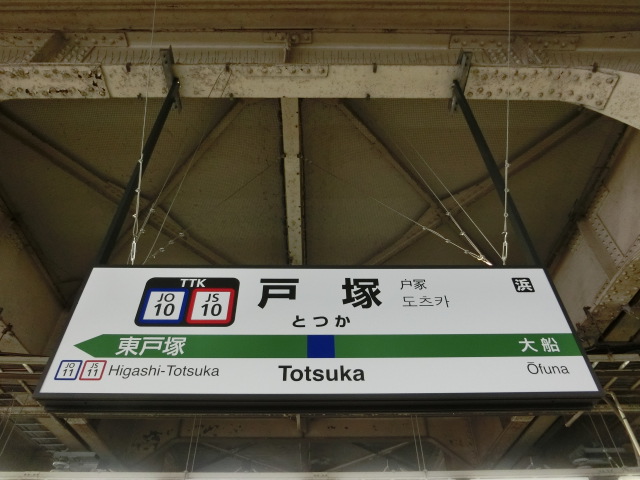 TTK
JO 10 JS 10
戸塚
とつか
户冢
도츠카
浜
東戸塚
大船
JO 11 JS 11 Higashi-Totsuka
Totsuka
Ōfuna